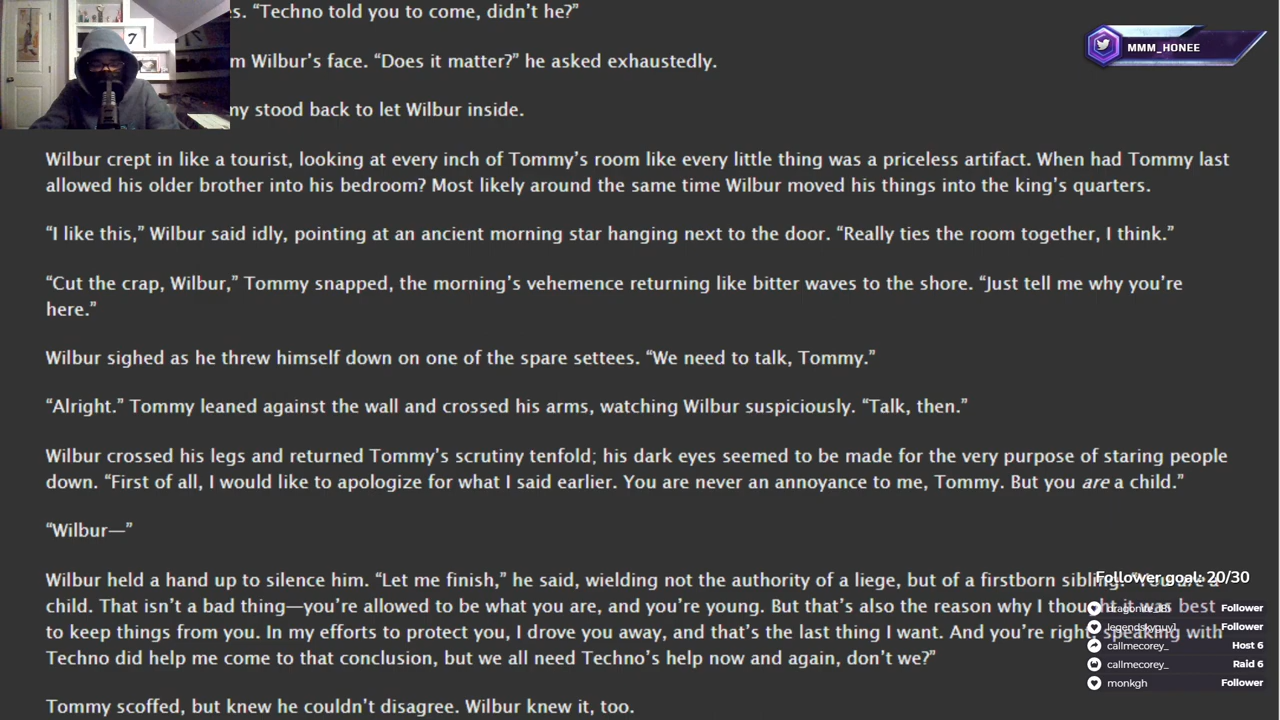 s. “Techno told you to come, didn’t he?”
m Wilbur’s face. “Does it matter?” he asked exhaustedly.
my stood back to let Wilbur inside.
MMM_HONEE
Wilbur crept in like a tourist, looking at every inch of Tommy’s room like every little thing was a priceless artifact. When had Tommy last
allowed his older brother into his bedroom? Most likely around the same time Wilbur moved his things into the king’s quarters.
“I like this,” Wilbur said idly, pointing at an ancient morning star hanging next to the door. “Really ties the room together, I think.”
“Cut the crap, Wilbur,” Tommy snapped, the morning’s vehemence returning like bitter waves to the shore. “Just tell me why you’re
here.”
Wilbur sighed as he threw himself down on one of the spare settees. “We need to talk, Tommy.”
“Alright.” Tommy leaned against the wall and crossed his arms, watching Wilbur suspiciously. “Talk, then.”
Wilbur crossed his legs and returned Tommy’s scrutiny tenfold; his dark eyes seemed to be made for the very purpose of staring people
down. “First of all, I would like to apologize for what I said earlier. You are never an annoyance to me, Tommy. But you are a child.”
“Wilbur—”
Wilbur held a hand up to silence him. “Let me finish,” he said, wielding not the authority of a liege, but of a firstborn sibling. “You are a
child. That isn’t a bad thing—you’re allowed to be what you are, and you’re young. But that’s also the reason why I thought it was best
to keep things from you. In my efforts to protect you, I drove you away, and that’s the last thing I want. And you’re right, speaking with
Techno did help me come to that conclusion, but we all need Techno’s help now and again, don’t we?”
Tommy scoffed, but knew he couldn’t disagree. Wilbur knew it, too.
Follower goal: 20/30
Follower
legendskyguy1 Follower
callmecorey_ Host 6
callmecorey_ Raid 6
monkgh Follower